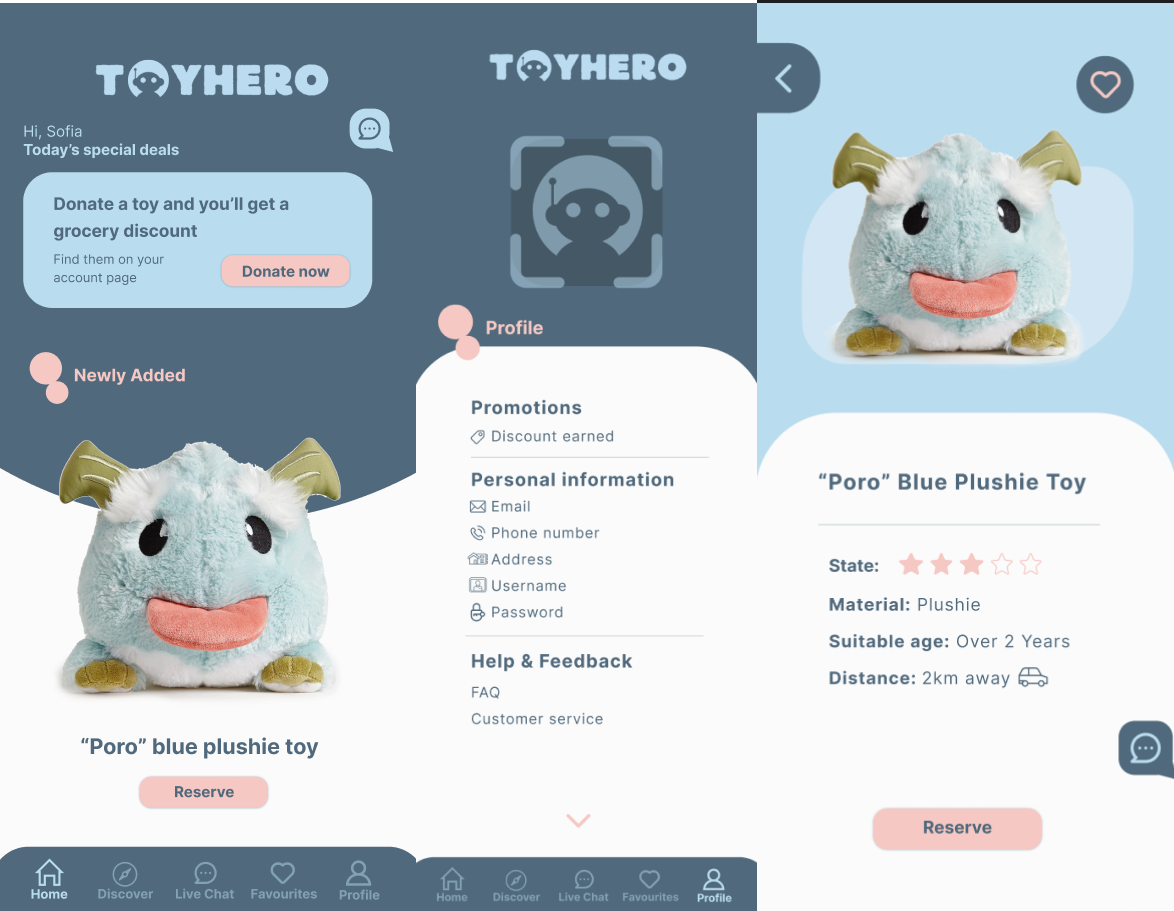 TOYHERO
Hi, Sofia
Today's special deals
Donate a toy and you'll get a
grocery discount
Find them on your
account page
Donate now
Newly Added
“Poro” blue plushie toy
Reserve
Home
Discover
Live Chat
Favourites
Profile
TOYHERO
Profile
Promotions
Discount earned
Personal information
Email
Phone number
Address
Username
Password
Help & Feedback
FAQ
Customer service
Home
Discover
Live Chat
Favourites
Profile
“Poro” Blue Plushie Toy
State:
Material: Plushie
Suitable age: Over 2 Years
Distance: 2km away
Reserve